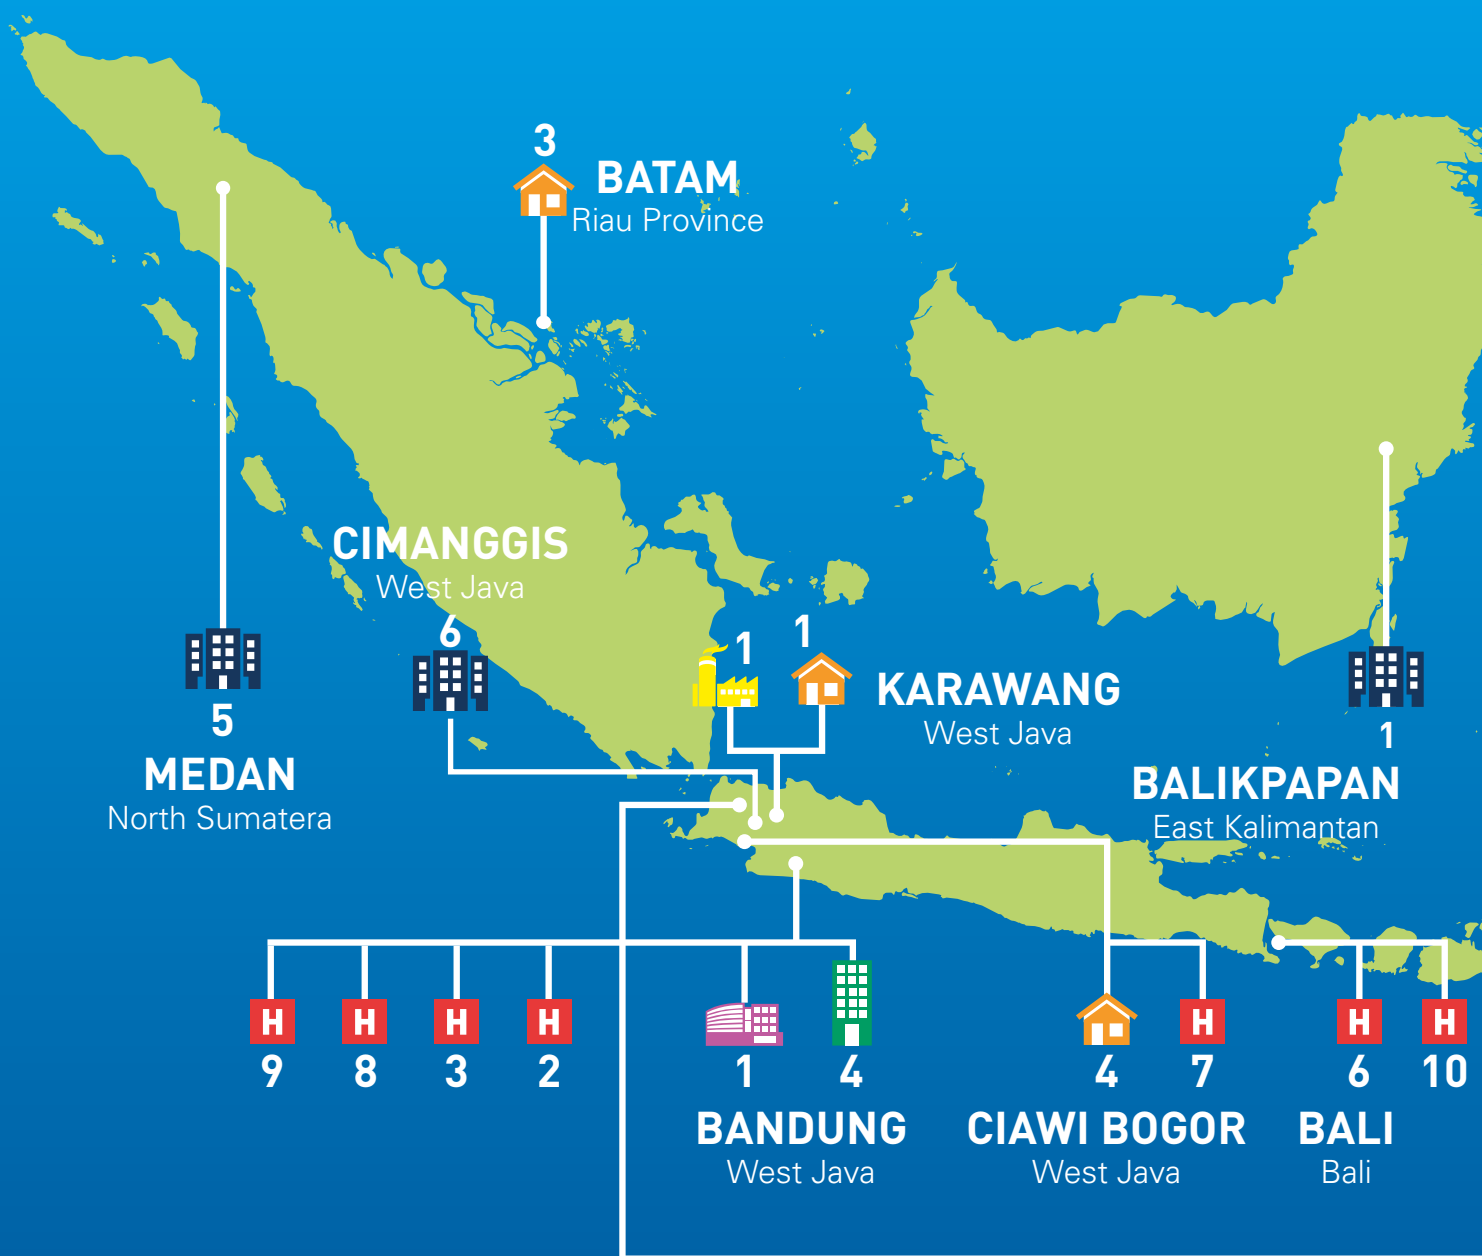 3
BATAM
Riau Province
CIMANGGIS
West Java
6
1
1
KARAWANG
West Java
5
MEDAN
North Sumatera
1
BALIKPAPAN
East Kalimantan
H
H
H
H
H
H
H
9
8
3
2
1
4
4
7
6
10
BANDUNG
West Java
CIAWI BOGOR
West Java
BALI
Bali